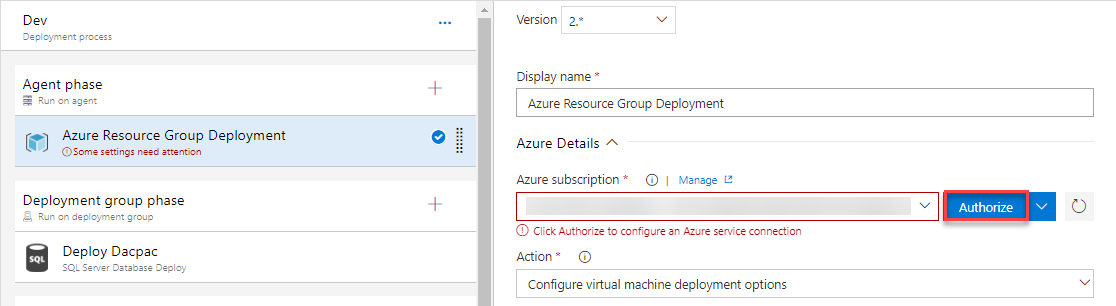 Dev
Deployment process
Agent phase
Run on agent
Azure Resource Group Deployment
Some settings need attention
Deployment group phase
Run on deployment group
Deploy Dacpac
SQL
SQL Server Database Deploy
Version 2.*
Display name *
Azure Resource Group Deployment
Azure Details
Azure subscription * | Manage
Authorize
Click Authorize to configure an Azure service connection
Action *
Configure virtual machine deployment options